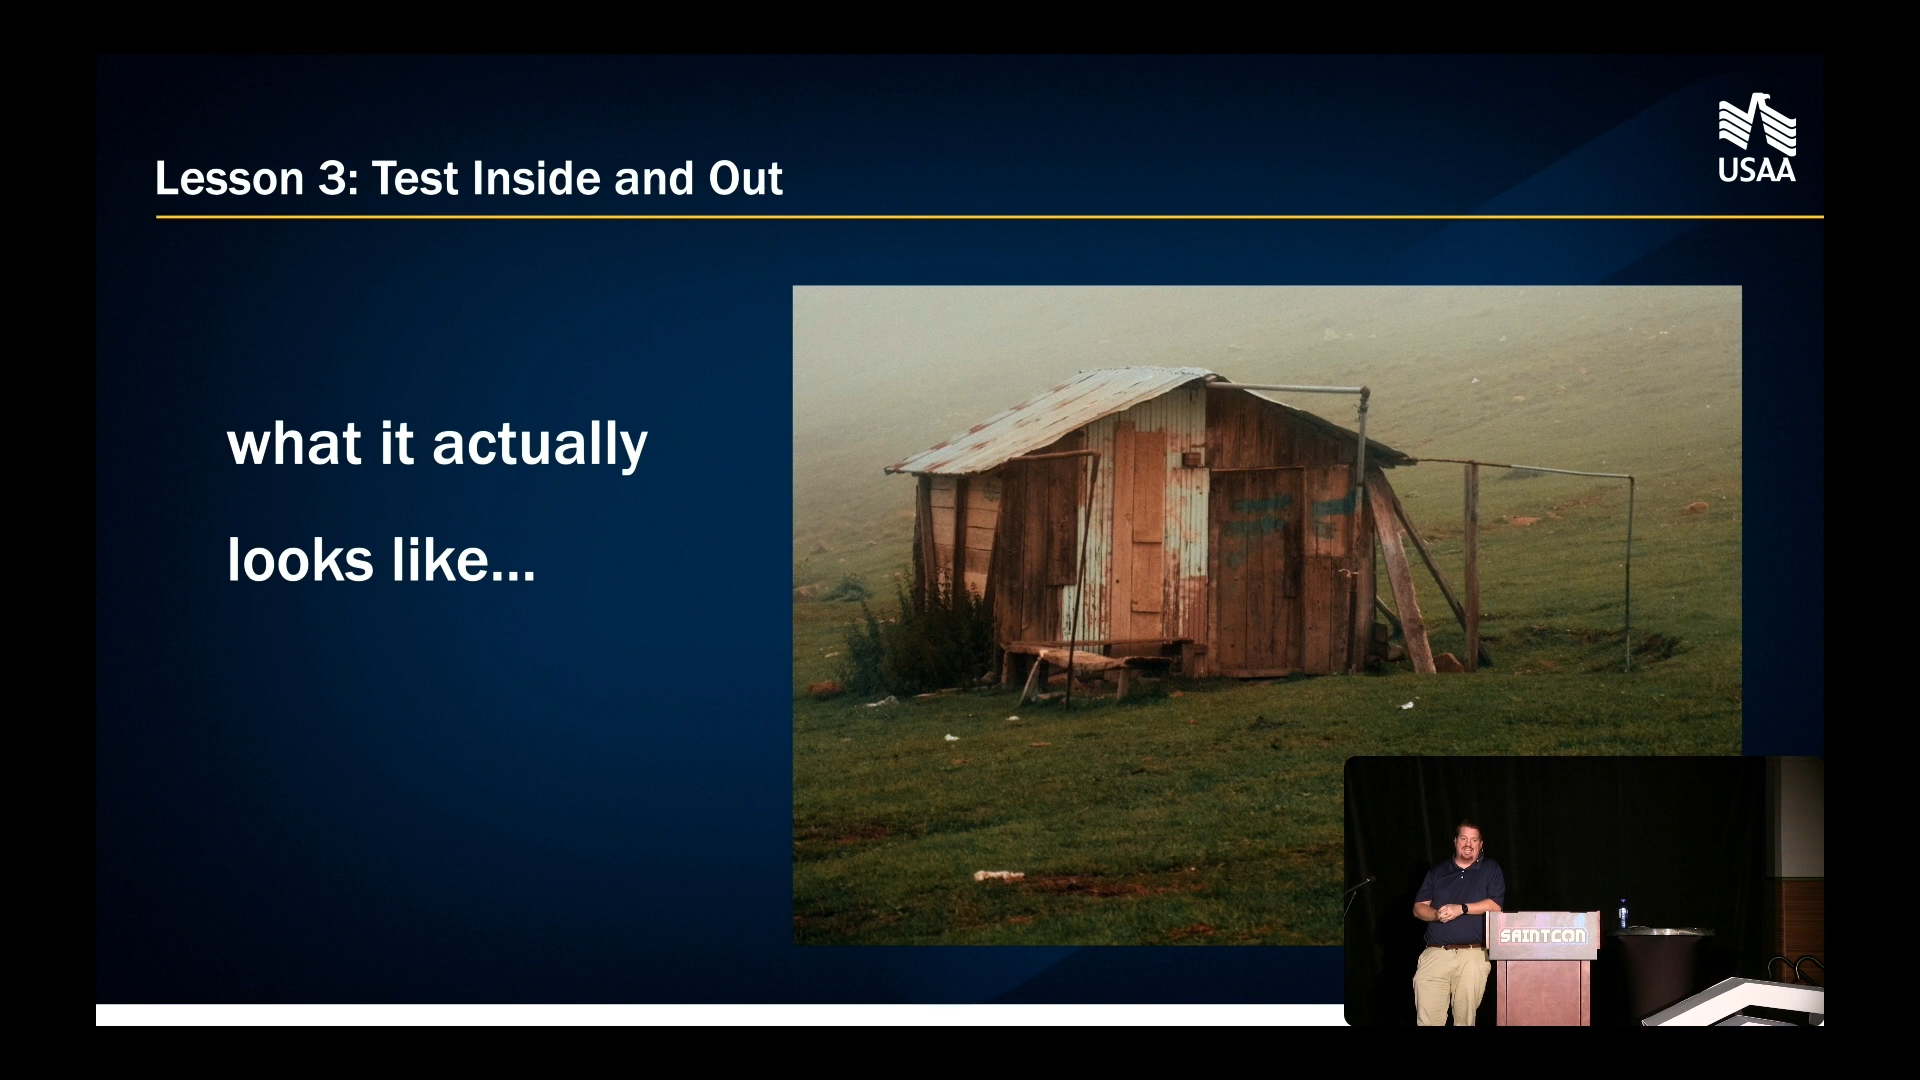 Lesson 3: Test Inside and Out
USAA
what it actually
looks like...
SAINTCON